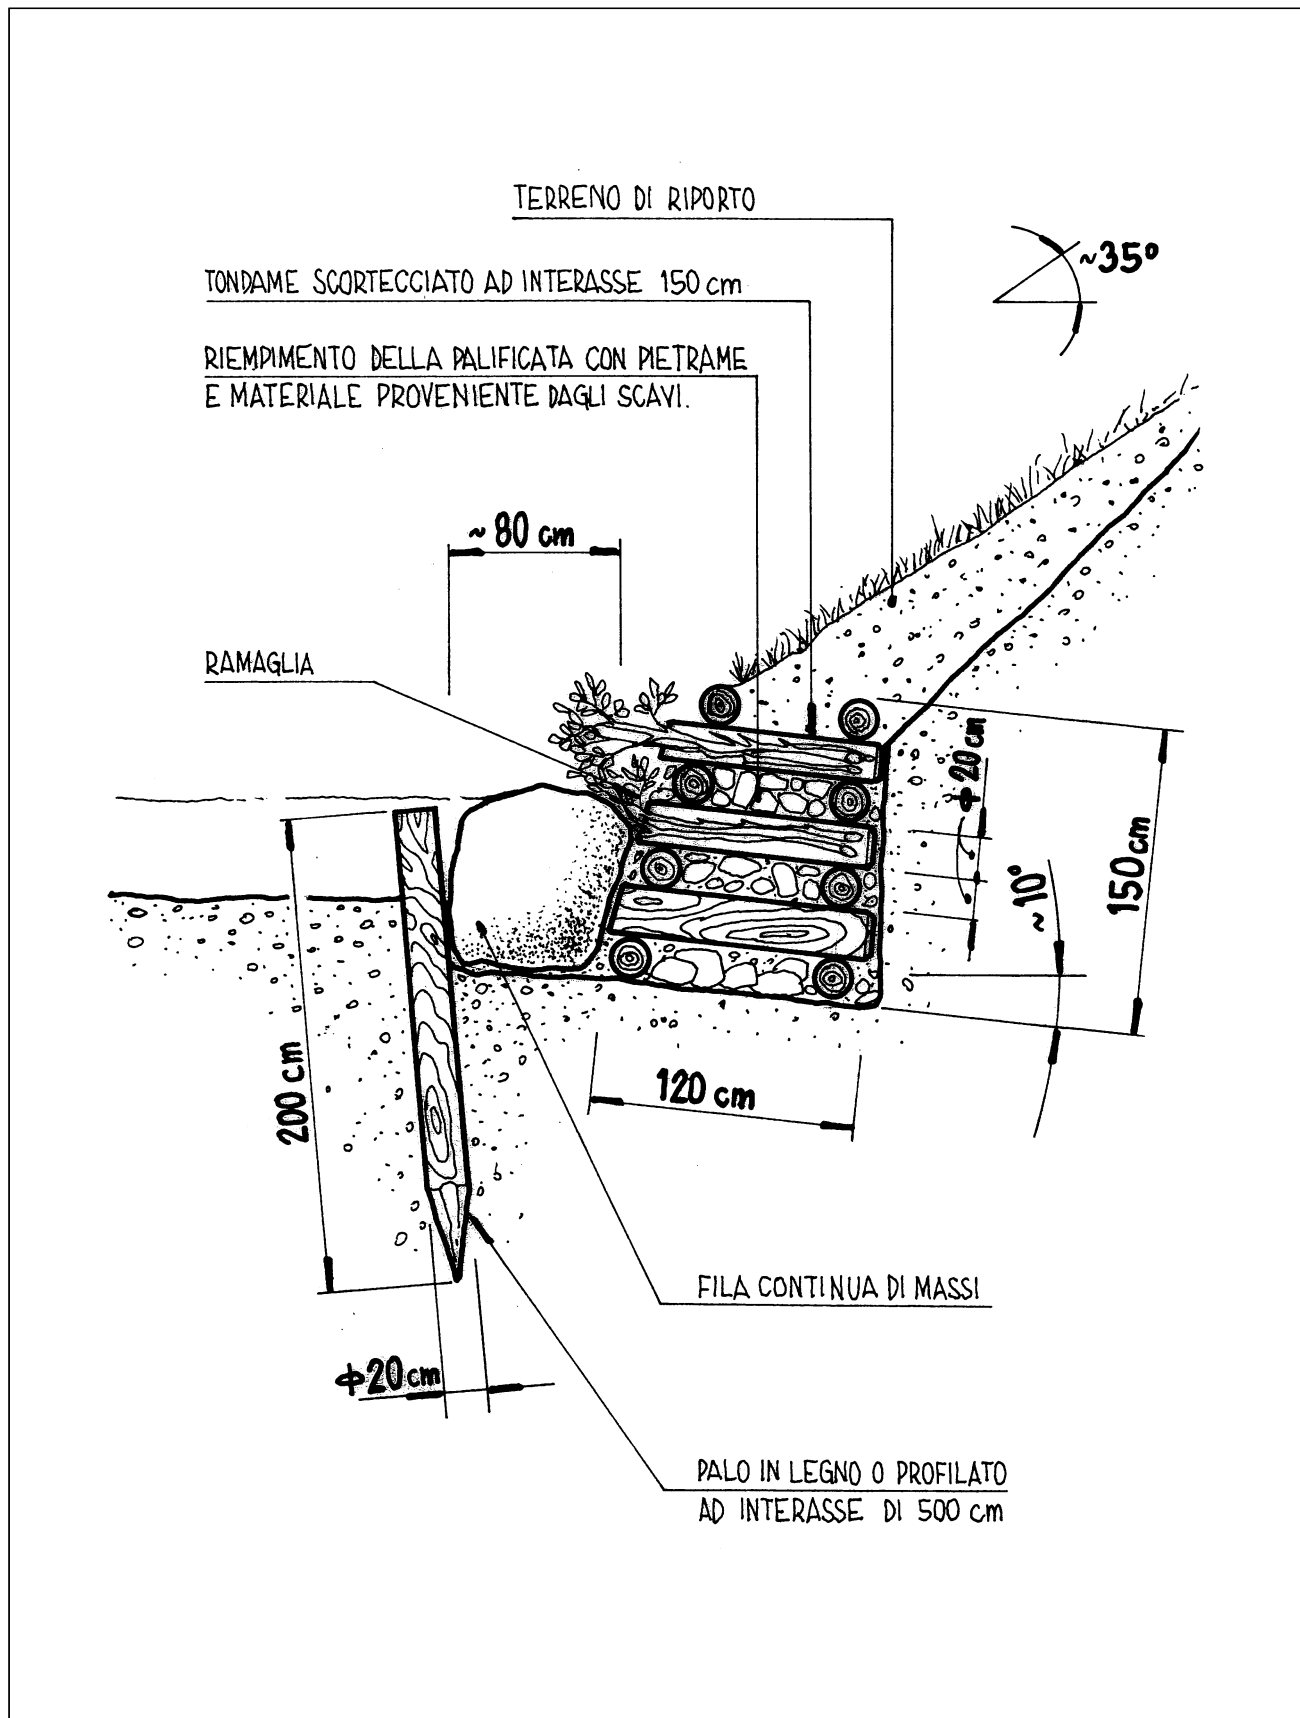 TERRENO DI RIPORTO
~35°
TONDAME SCORTECCIATO AD INTERASSE 150 cm
RIEMPIMENTO DELLA PALIFICATA CON PIETRAME
E MATERIALE PROVENIENTE DAGLI SCAVI.
~ 80 cm
RAMAGLIA
ϕ 20 cm
150 cm
~10°
200 cm
120 cm
FILA CONTINUA DI MASSI
ϕ 20 cm
PALO IN LEGNO O PROFILATO
AD INTERASSE DI 500 cm